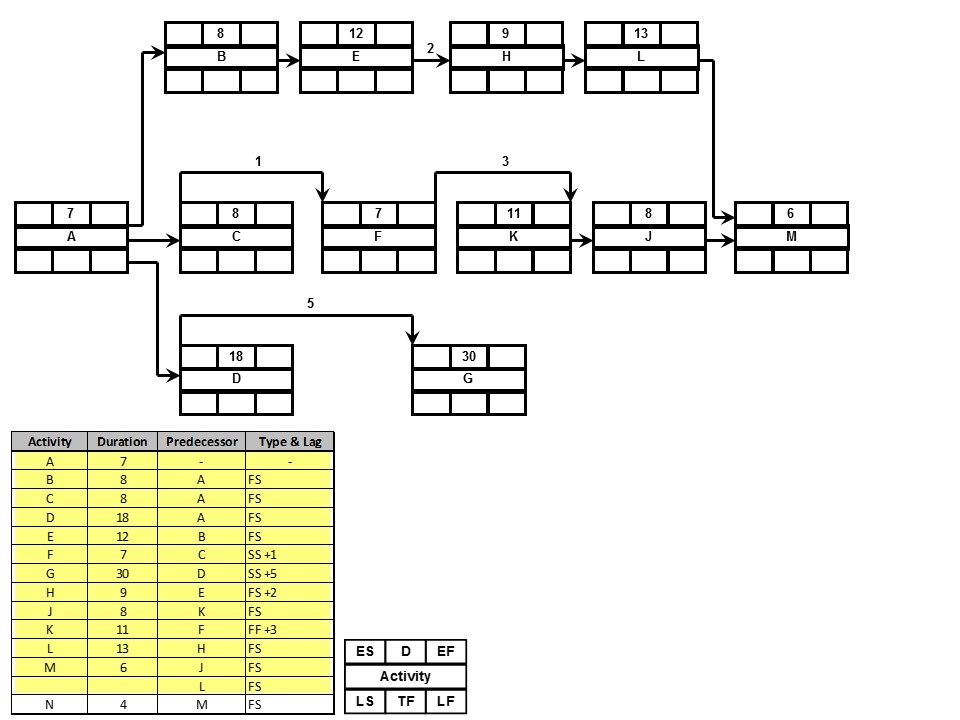 8 12 9 13
2
B E H L
1 3
7 8 7 11 8 6
A C F K J M
5
18 30
D G
Activity Duration Predecessor Type & Lag
A 7 - -
B 8 A FS
C 8 A FS
D 18 A FS
E 12 B FS
F 7 C SS +1
G 30 D SS +5
H 9 E FS +2
J 8 K FS
K 11 F FF +3
L 13 H FS
M 6 J FS
L FS
N 4 M FS
ES D EF
Activity
LS TF LF